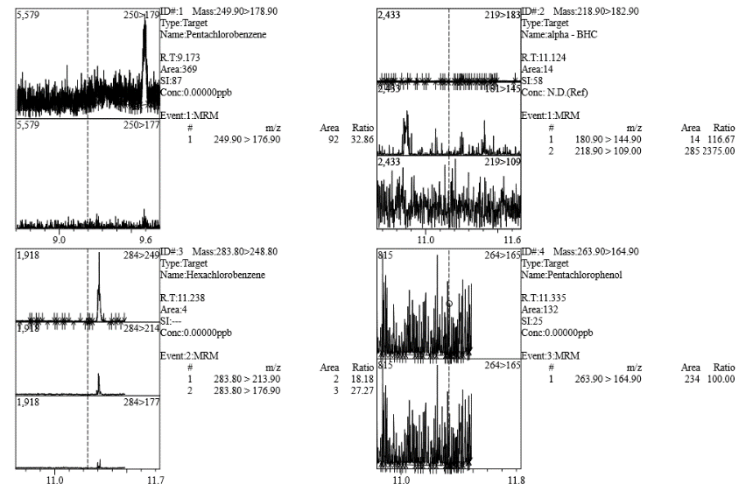 5,579 250>179
ID#:1 Mass:249.90>178.90
Type:Target
Name:Pentachlorobenzene
R.T:9.173
Area:369
SI:87
Conc:0.00000ppb
Event:1:MRM
# m/z Area Ratio
1 249.90 > 176.90 92 32.86
5,579 250>177
9.0 9.6
2,433 219>183
ID#:2 Mass:218.90>182.90
Type:Target
Name:alpha - BHC
R.T:11.124
Area:14
SI:58
Conc: N.D.(Ref)
Event:1:MRM
# m/z Area Ratio
1 180.90 > 144.90 14 116.67
2 218.90 > 109.00 285 2375.00
2,433 181>145
2,433 219>109
11.0 11.6
1,918 284>249
ID#:3 Mass:283.80>248.80
Type:Target
Name:Hexachlorobenzene
R.T:11.238
Area:4
SI:---
Conc:0.00000ppb
Event:2:MRM
# m/z Area Ratio
1 283.80 > 213.90 2 18.18
2 283.80 > 176.90 3 27.27
1,918 284>214
1,918 284>177
11.0 11.7
815 264>165
ID#:4 Mass:263.90>164.90
Type:Target
Name:Pentachlorophenol
R.T:11.335
Area:132
SI:25
Conc:0.00000ppb
Event:3:MRM
# m/z Area Ratio
1 263.90 > 164.90 234 100.00
815 264>165
11.0 11.8